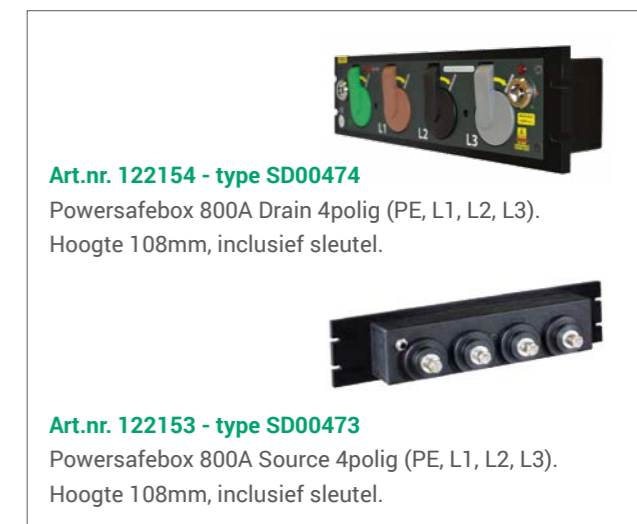 L1
L2
L3
Art.nr. 122154 - type SD00474
Powersafebox 800A Drain 4polig (PE, L1, L2, L3).
Hoogte 108mm, inclusief sleutel.
Art.nr. 122153 - type SD00473
Powersafebox 800A Source 4polig (PE, L1, L2, L3).
Hoogte 108mm, inclusief sleutel.